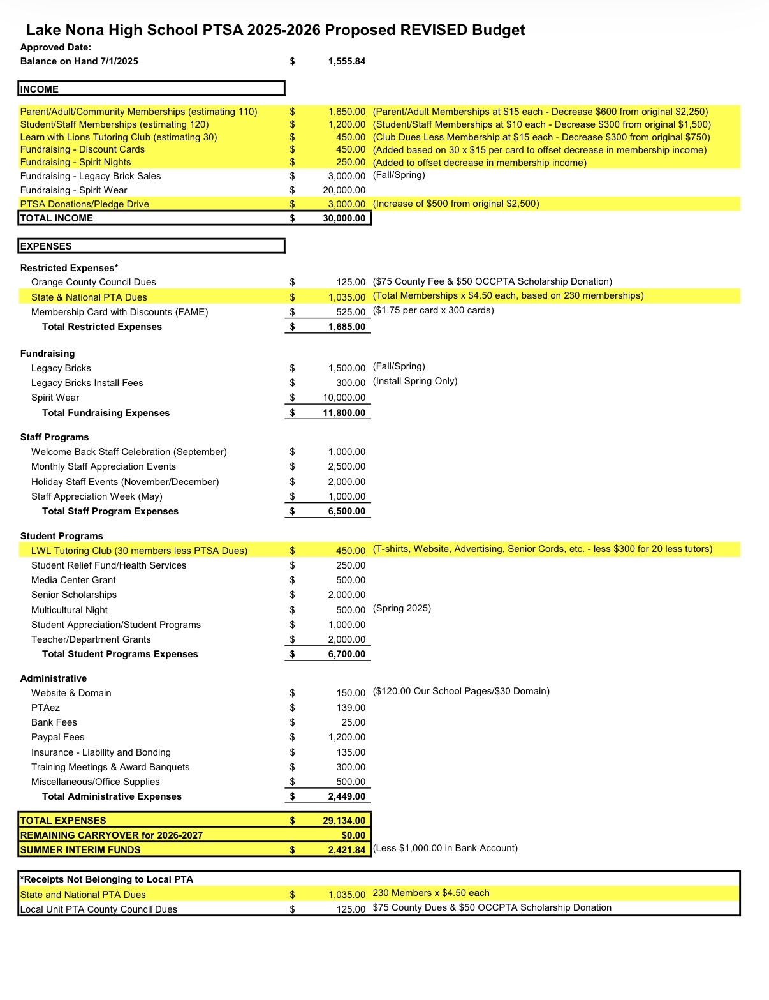 Lake Nona High School PTSA 2025-2026 Proposed REVISED Budget
Approved Date:
Balance on Hand 7/1/2025 $ 1,555.84
INCOME
Parent/Adult/Community Memberships (estimating 110) $ 1,650.00 (Parent/Adult Memberships at $15 each - Decrease $600 from original $2,250)
Student/Staff Memberships (estimating 120) $ 1,200.00 (Student/Staff Memberships at $10 each - Decrease $300 from original $1,500)
Learn with Lions Tutoring Club (estimating 30) $ 450.00 (Club Dues Less Membership at $15 each - Decrease $300 from original $750)
Fundraising - Discount Cards $ 450.00 (Added based on 30 x $15 per card to offset decrease in membership income)
Fundraising - Spirit Nights $ 250.00 (Added to offset decrease in membership income)
Fundraising - Legacy Brick Sales $ 3,000.00 (Fall/Spring)
Fundraising - Spirit Wear $ 20,000.00
PTSA Donations/Pledge Drive $ 3,000.00 (Increase of $500 from original $2,500)
TOTAL INCOME $ 30,000.00
EXPENSES
Restricted Expenses*
Orange County Council Dues $ 125.00 ($75 County Fee & $50 OCCPTA Scholarship Donation)
State & National PTA Dues $ 1,035.00 (Total Memberships x $4.50 each, based on 230 memberships)
Membership Card with Discounts (FAME) $ 525.00 ($1.75 per card x 300 cards)
Total Restricted Expenses $ 1,685.00
Fundraising
Legacy Bricks $ 1,500.00 (Fall/Spring)
Legacy Bricks Install Fees $ 300.00 (Install Spring Only)
Spirit Wear $ 10,000.00
Total Fundraising Expenses $ 11,800.00
Staff Programs
Welcome Back Staff Celebration (September) $ 1,000.00
Monthly Staff Appreciation Events $ 2,500.00
Holiday Staff Events (November/December) $ 2,000.00
Staff Appreciation Week (May) $ 1,000.00
Total Staff Program Expenses $ 6,500.00
Student Programs
LWL Tutoring Club (30 members less PTSA Dues) $ 450.00 (T-shirts, Website, Advertising, Senior Cords, etc. - less $300 for 20 less tutors)
Student Relief Fund/Health Services $ 250.00
Media Center Grant $ 500.00
Senior Scholarships $ 2,000.00
Multicultural Night $ 500.00 (Spring 2025)
Student Appreciation/Student Programs $ 1,000.00
Teacher/Department Grants $ 2,000.00
Total Student Programs Expenses $ 6,700.00
Administrative
Website & Domain $ 150.00 ($120.00 Our School Pages/$30 Domain)
PTAez $ 139.00
Bank Fees $ 25.00
Paypal Fees $ 1,200.00
Insurance - Liability and Bonding $ 135.00
Training Meetings & Award Banquets $ 300.00
Miscellaneous/Office Supplies $ 500.00
Total Administrative Expenses $ 2,449.00
TOTAL EXPENSES $ 29,134.00
REMAINING CARRYOVER for 2026-2027 $0.00
SUMMER INTERIM FUNDS $ 2,421.84 (Less $1,000.00 in Bank Account)
*Receipts Not Belonging to Local PTA
State and National PTA Dues $ 1,035.00 230 Members x $4.50 each
Local Unit PTA County Council Dues $ 125.00 $75 County Dues & $50 OCCPTA Scholarship Donation